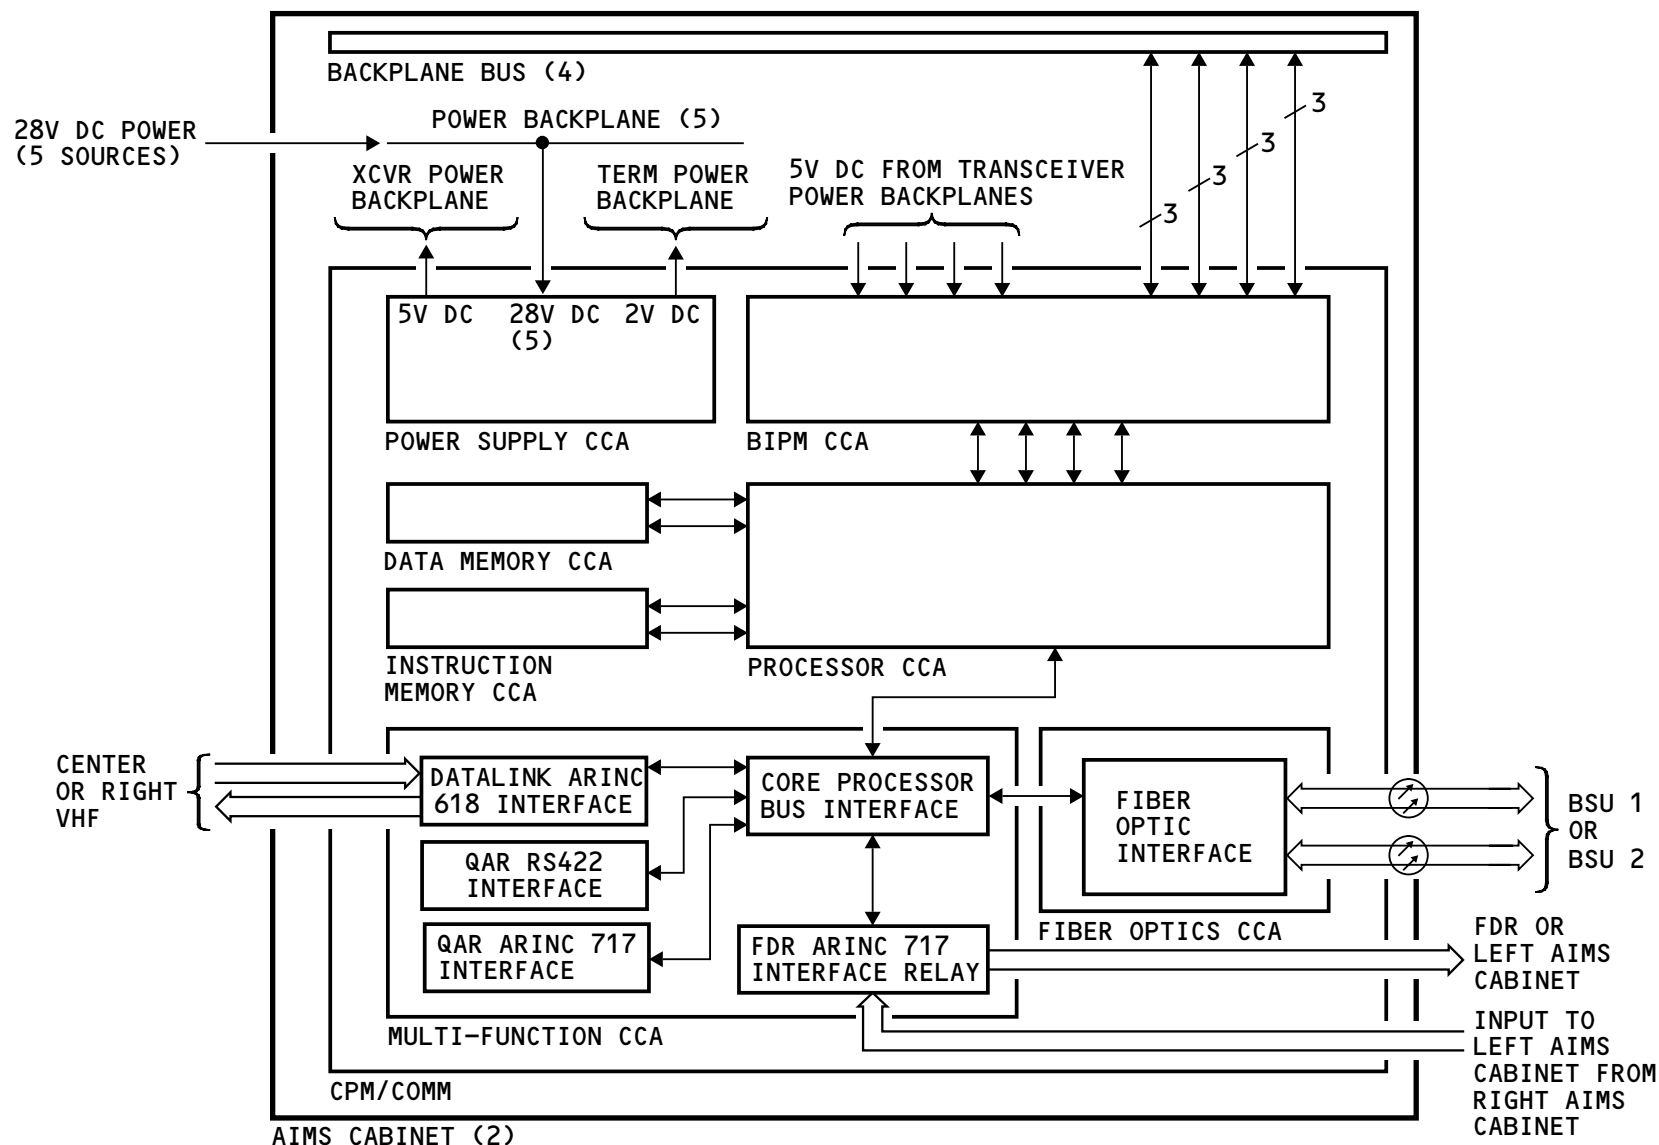 BACKPLANE BUS (4)
28V DC POWER
(5 SOURCES)
POWER BACKPLANE (5)
XCVR POWER
BACKPLANE
TERM POWER
BACKPLANE
5V DC FROM TRANSCEIVER
POWER BACKPLANES
3
3
3
3
5V DC
28V DC
(5)
2V DC
POWER SUPPLY CCA
BIPM CCA
DATA MEMORY CCA
INSTRUCTION
MEMORY CCA
PROCESSOR CCA
CENTER
OR RIGHT
VHF
DATALINK ARINC
618 INTERFACE
CORE PROCESSOR
BUS INTERFACE
FIBER
OPTIC
INTERFACE
BSU 1
OR
BSU 2
QAR RS422
INTERFACE
QAR ARINC 717
INTERFACE
FDR ARINC 717
INTERFACE RELAY
FIBER OPTICS CCA
FDR OR
LEFT AIMS
CABINET
MULTI-FUNCTION CCA
INPUT TO
LEFT AIMS
CABINET FROM
RIGHT AIMS
CABINET
CPM/COMM
AIMS CABINET (2)